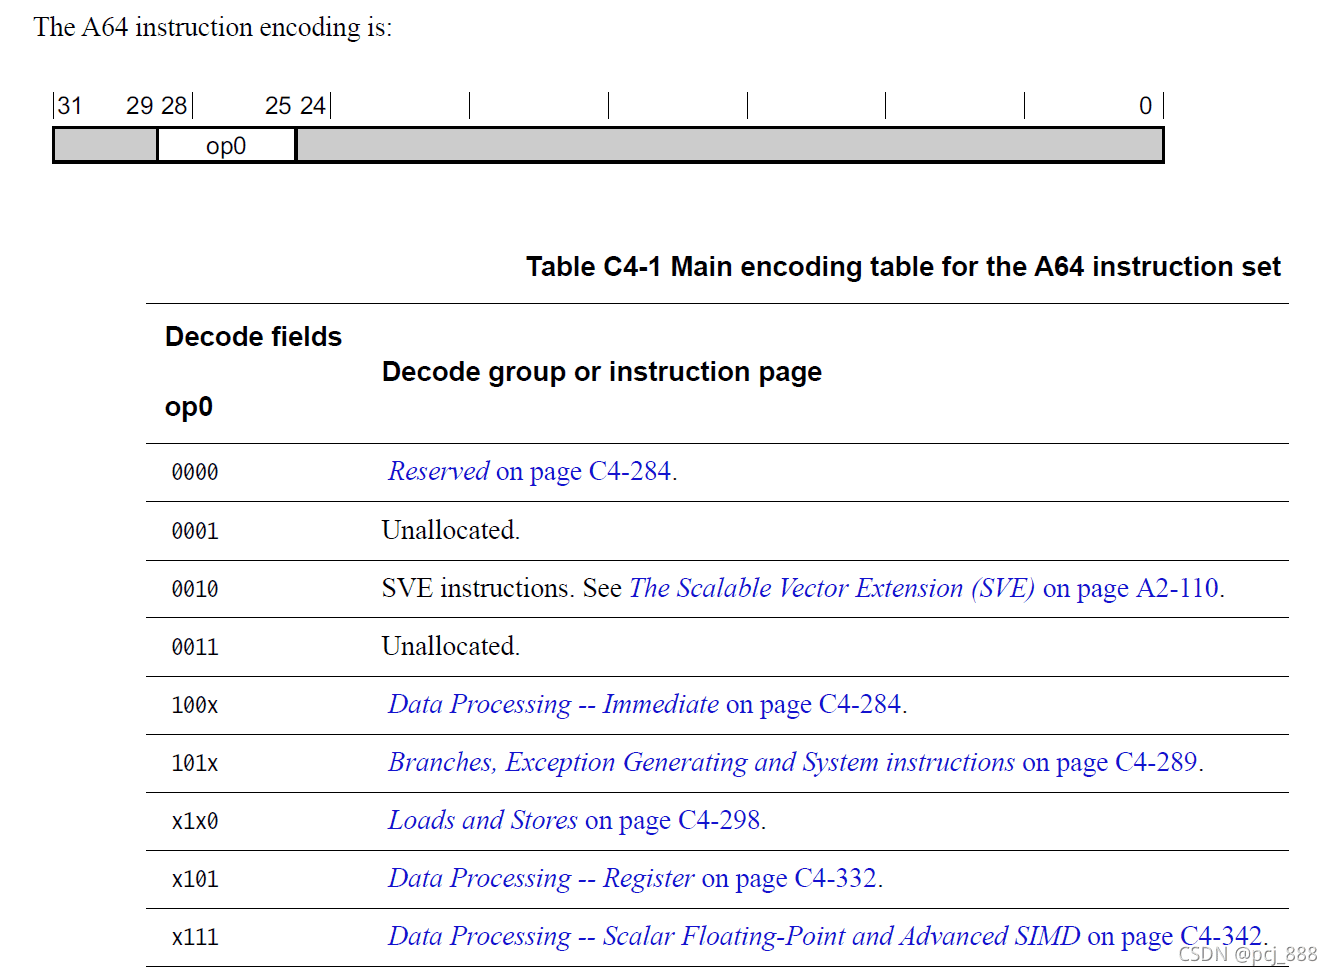 The A64 instruction encoding is:
31 29 28 25 24 0
op0
Table C4-1 Main encoding table for the A64 instruction set
Decode fields
Decode group or instruction page
op0
0000 Reserved on page C4-284.
0001 Unallocated.
0010 SVE instructions. See The Scalable Vector Extension (SVE) on page A2-110.
0011 Unallocated.
100x Data Processing -- Immediate on page C4-284.
101x Branches, Exception Generating and System instructions on page C4-289.
x1x0 Loads and Stores on page C4-298.
x101 Data Processing -- Register on page C4-332.
x111 Data Processing -- Scalar Floating-Point and Advanced SIMD on page C4-342.
CSDN @pcj_888